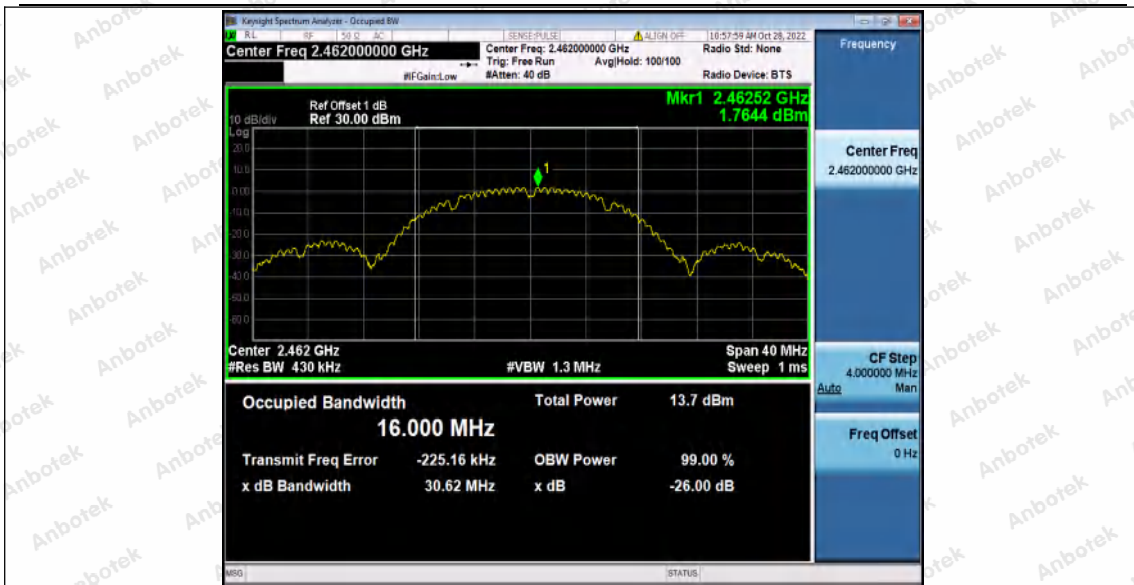 Keysight Spectrum Analyzer - Occupied BW
RL RF 50 Ω AC SENSE:PULSE ALIGN OFF 10:57:59 AM Oct 28, 2022
Center Freq 2.462000000 GHz
Center Freq: 2.462000000 GHz
Radio Std: None
Trig: Free Run Avg|Hold: 100/100
#IFGain:Low #Atten: 40 dB Radio Device: BTS
Ref Offset 1 dB
Mkr1 2.46252 GHz
10 dB/div Ref 30.00 dBm
1.7644 dBm
Log
20.0
10.0
0.00
-10.0
-20.0
-30.0
-40.0
-50.0
-60.0
1
Center 2.462 GHz Span 40 MHz
#Res BW 430 kHz #VBW 1.3 MHz Sweep 1 ms
Occupied Bandwidth Total Power 13.7 dBm
16.000 MHz
Transmit Freq Error -225.16 kHz OBW Power 99.00 %
x dB Bandwidth 30.62 MHz x dB -26.00 dB
MSG STATUS
Frequency
Center Freq
2.462000000 GHz
CF Step
4.000000 MHz
Auto Man
Freq Offset
0 Hz
Anbotek